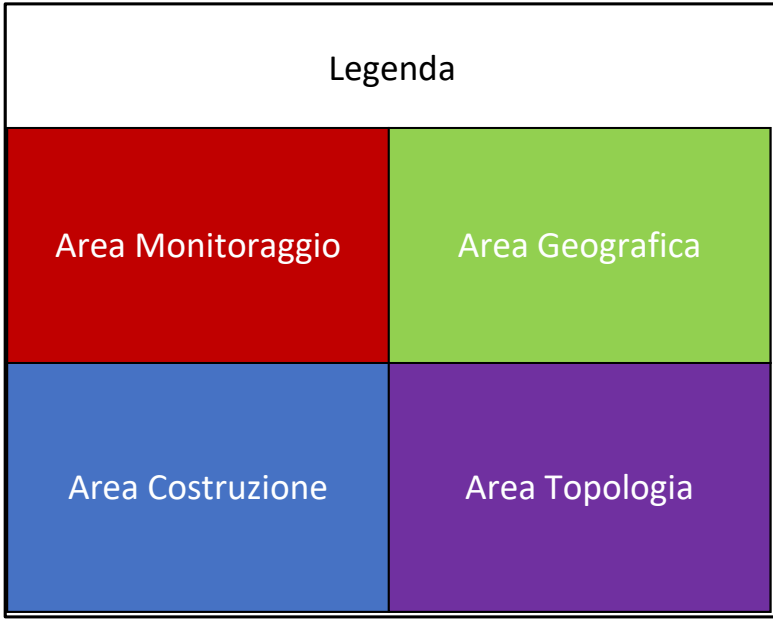 Legenda
Area Monitoraggio
Area Geografica
Area Costruzione
Area Topologia